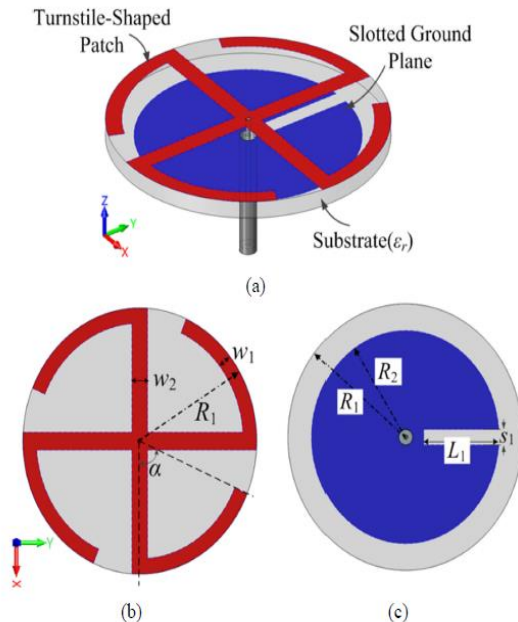 Turnstile-Shaped
Patch
Slotted Ground
Plane
Z
Y
X
Substrate(εr)
(a)
w1
w2
R1
α
Y
X
(b)
R2
R1
L1
s1
(c)